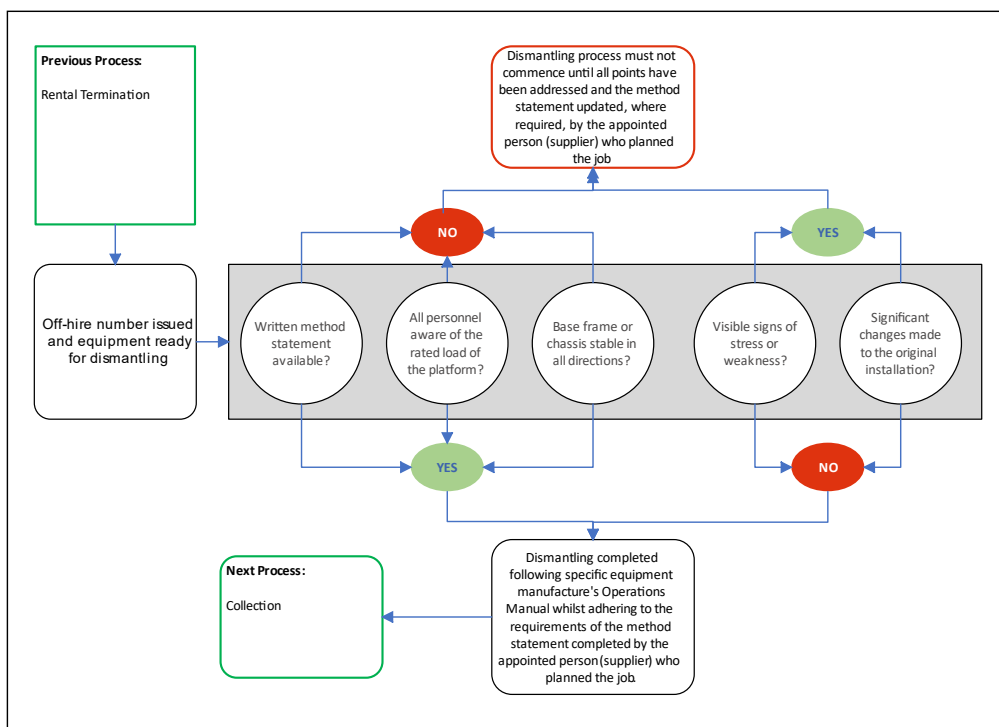 Previous Process:
Rental Termination
Dismantling process must not
commence until all points have
been addressed and the method
statement updated, where
required, by the appointed
person (supplier) who planned
the job
NO
YES
Off-hire number issued
and equipment ready
for dismantling
Written method
statement
available?
All personnel
aware of the
rated load of
the platform?
Base frame or
chassis stable in
all directions?
Visible signs of
stress or
weakness?
Significant
changes made
to the original
installation?
YES
NO
Next Process:
Collection
Dismantling completed
following specific equipment
manufacture's Operations
Manual whilst adhering to the
requirements of the method
statement completed by the
appointed person (supplier) who
planned the job.